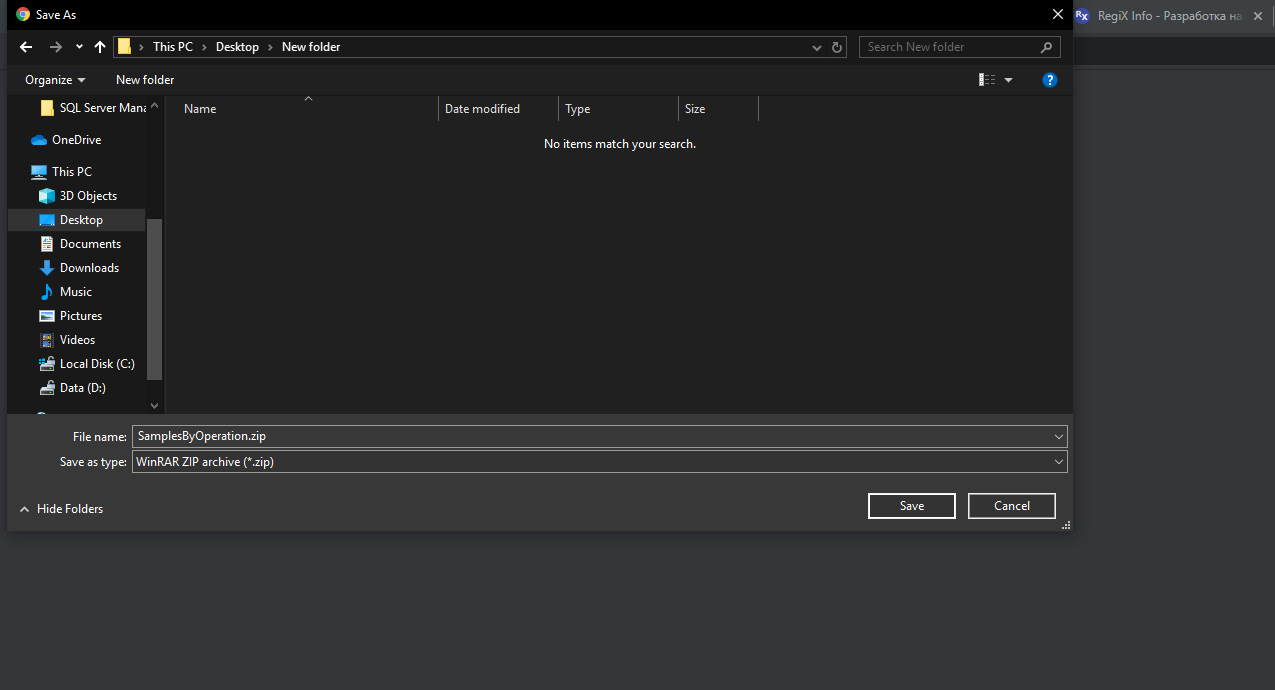 Save As
Rx RegiX Info - Разработка на
This PC > Desktop > New folder
Search New folder
Organize
New folder
?
Name
Date modified
Type
Size
No items match your search.
SQL Server Mana
OneDrive
This PC
3D Objects
Desktop
Documents
Downloads
Music
Pictures
Videos
Local Disk (C:)
Data (D:)
File name: SamplesByOperation.zip
Save as type: WinRAR ZIP archive (*.zip)
Hide Folders
Save
Cancel